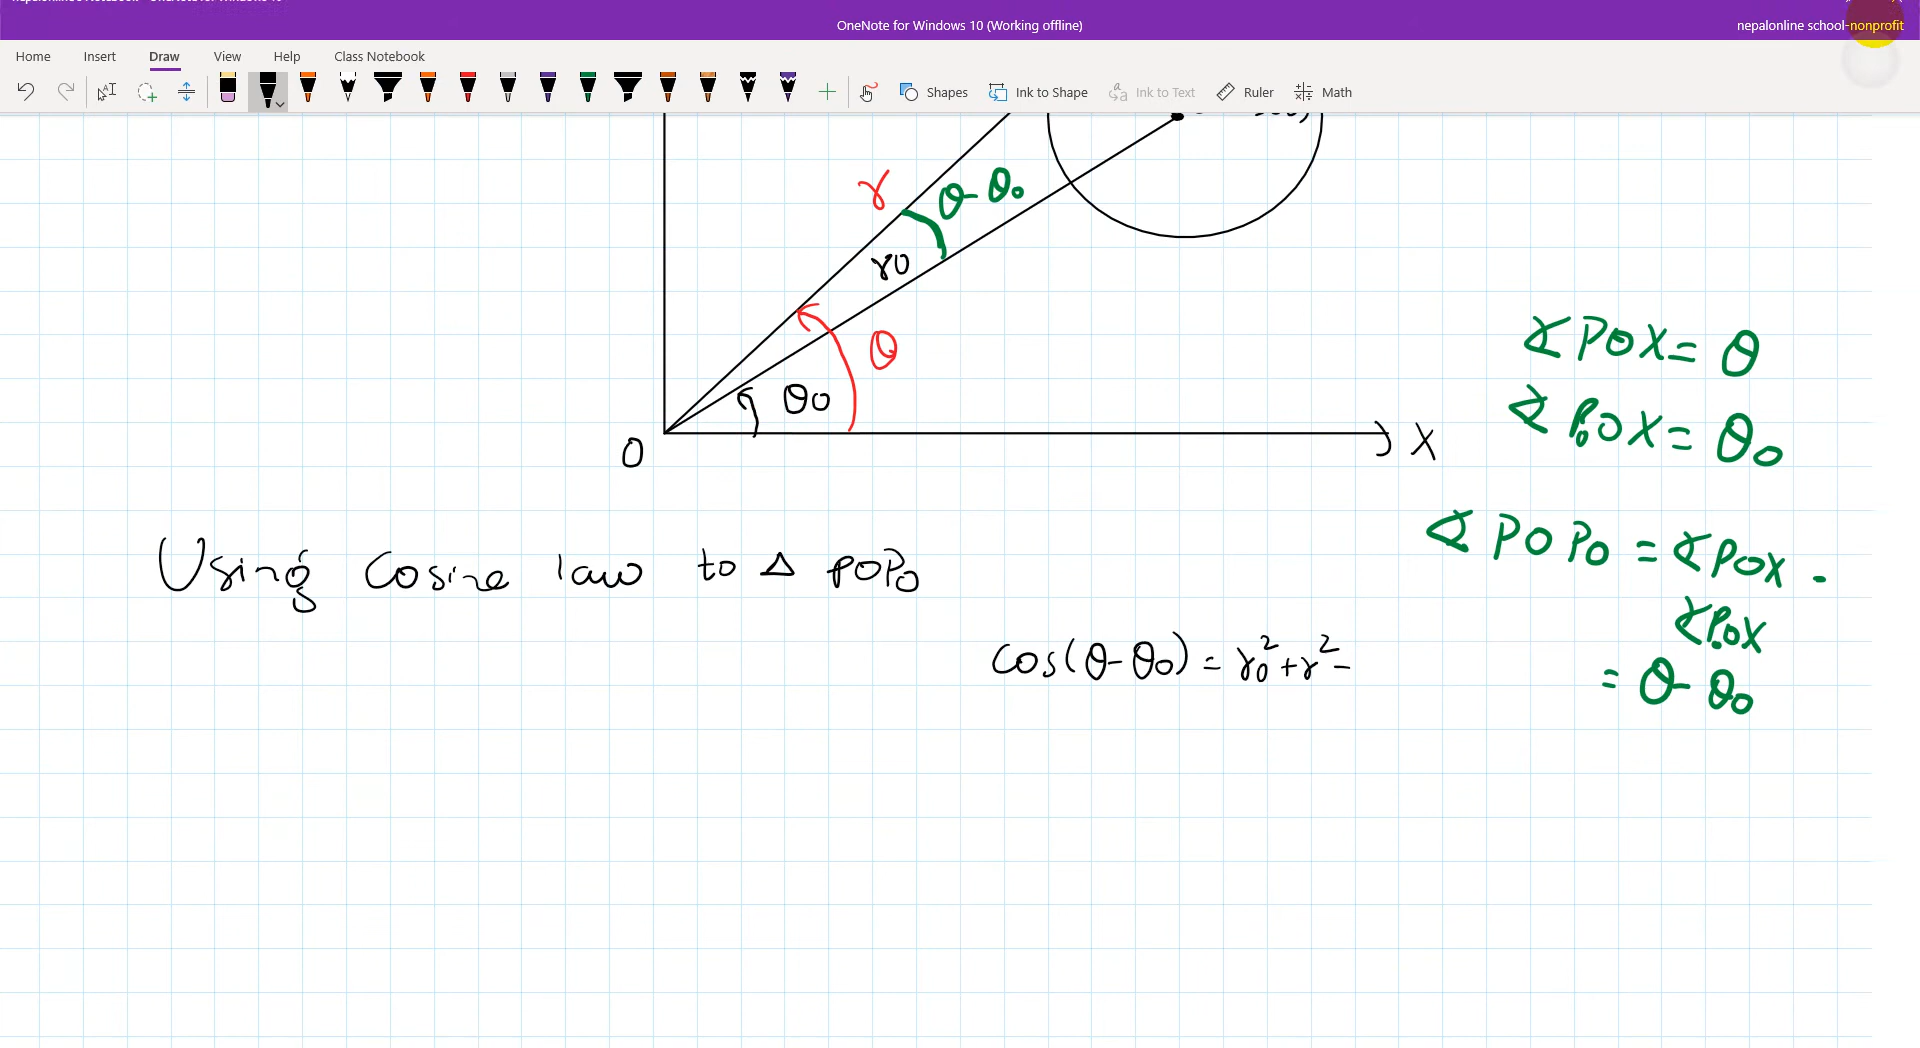 OneNote for Windows 10 (Working offline)
nepalonline school-nonprofit
Home Insert Draw View Help Class Notebook
Shapes Ink to Shape Ink to Text Ruler Math
r
θ-θ0
r0
θ
θ0
O
X
∢POX = θ
∢P0OX = θ0
∢POP0 = ∢POX -
∢P0OX
= θ-θ0
Using Cosine law to Δ POP0
cos(θ-θ0) = r0²+r²-